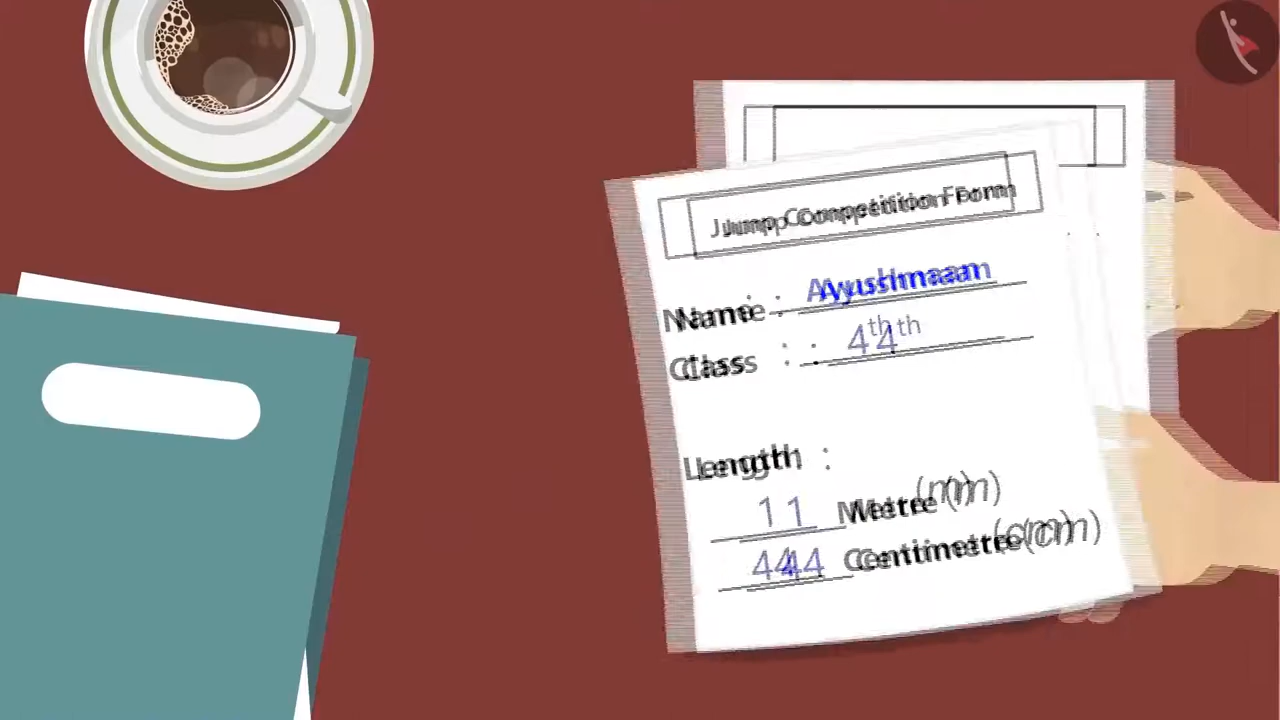 Jump Competition Form
Name : Ayushmaan
Class : 4th
Length :
1 Metre (m)
44 Centimetre (cm)